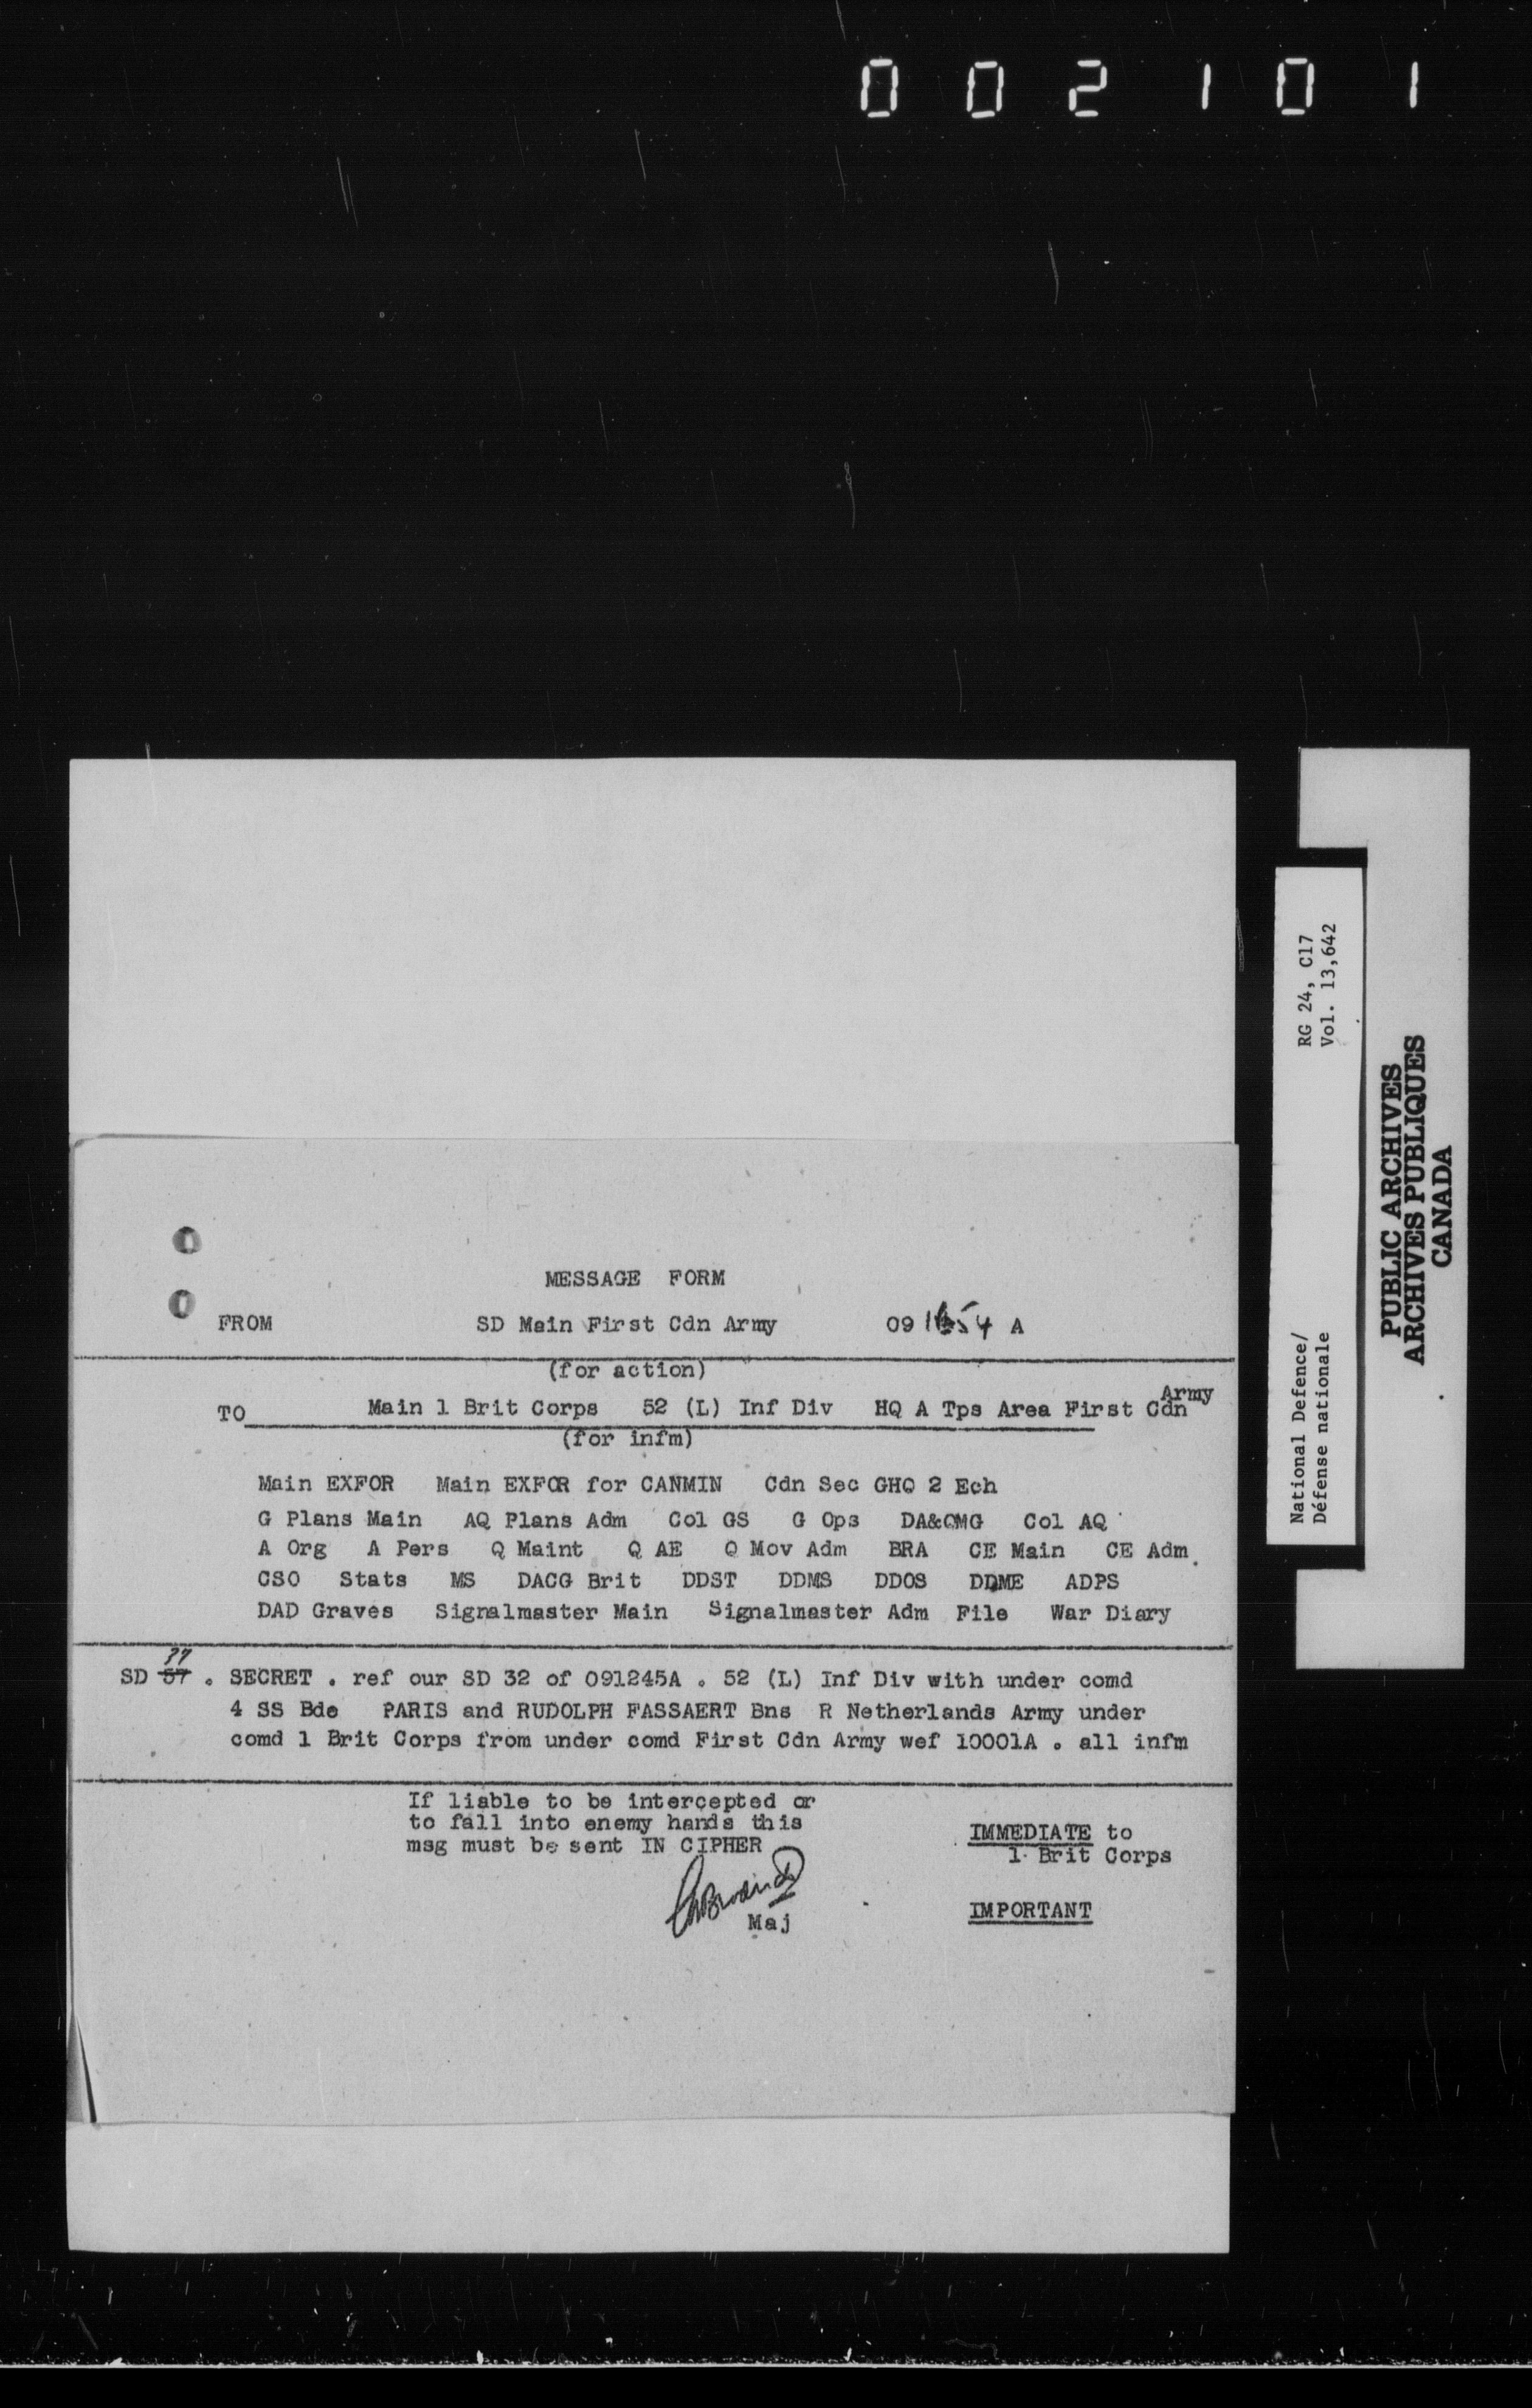 002101
MESSAGE FORM
FROM SD Main First Cdn Army 09 1654 A
(for action)
Army
TO Main 1 Brit Corps 52 (L) Inf Div HQ A Tps Area First Cdn
(for infm)
Main EXFOR Main EXFOR for CANMIN Cdn Sec GHQ 2 Ech
G Plans Main AQ Plans Adm Col GS G Ops DA&QMG Col AQ
A Org A Pers Q Maint Q AE Q Mov Adm BRA CE Main CE Adm
CSO Stats MS DACG Brit DDST DDMS DDOS DDME ADPS
DAD Graves Signalmaster Main Signalmaster Adm File War Diary
SD 57 . SECRET . ref our SD 32 of 091245A . 52 (L) Inf Div with under comd
4 SS Bde PARIS and RUDOLPH FASSAERT Bns R Netherlands Army under
comd 1 Brit Corps from under comd First Cdn Army wef 10001A . all infm
If liable to be intercepted or
to fall into enemy hands this
msg must be sent IN CIPHER
Maj
IMMEDIATE to
1 Brit Corps
IMPORTANT
National Defence/
Défense nationale
RG 24, C17
Vol. 13,642
PUBLIC ARCHIVES
ARCHIVES PUBLIQUES
CANADA